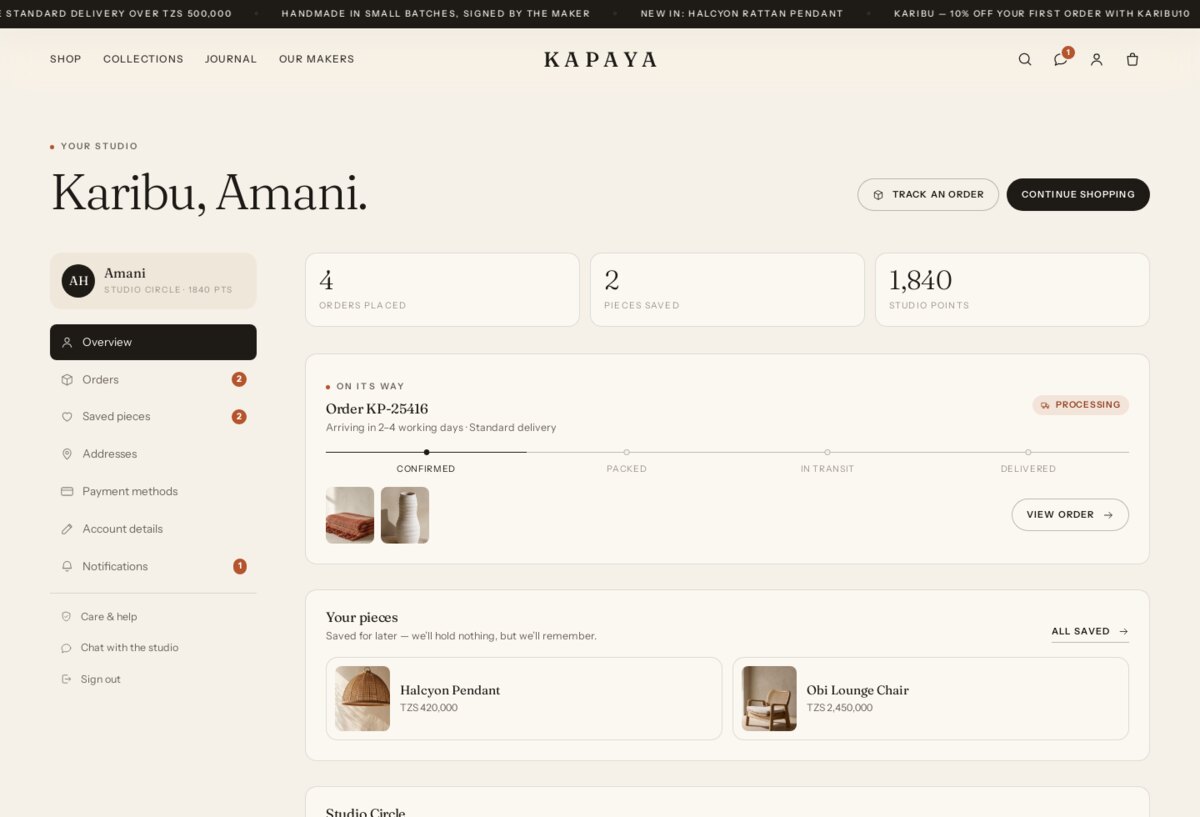 STANDARD DELIVERY OVER TZS 500,000
HANDMADE IN SMALL BATCHES, SIGNED BY THE MAKER
NEW IN: HALCYON RATTAN PENDANT
KARIBU — 10% OFF YOUR FIRST ORDER WITH KARIBU10
SHOP
COLLECTIONS
JOURNAL
OUR MAKERS
KAPAYA
1
YOUR STUDIO
Karibu, Amani.
TRACK AN ORDER
CONTINUE SHOPPING
AH
Amani
STUDIO CIRCLE · 1840 PTS
4
ORDERS PLACED
2
PIECES SAVED
1,840
STUDIO POINTS
Overview
Orders
2
Saved pieces
2
Addresses
Payment methods
Account details
Notifications
1
Care & help
Chat with the studio
Sign out
ON ITS WAY
Order KP-25416
Arriving in 2–4 working days · Standard delivery
PROCESSING
CONFIRMED
PACKED
IN TRANSIT
DELIVERED
VIEW ORDER
Your pieces
Saved for later — we'll hold nothing, but we'll remember.
ALL SAVED
Halcyon Pendant
TZS 420,000
Obi Lounge Chair
TZS 2,450,000
Studio Circle